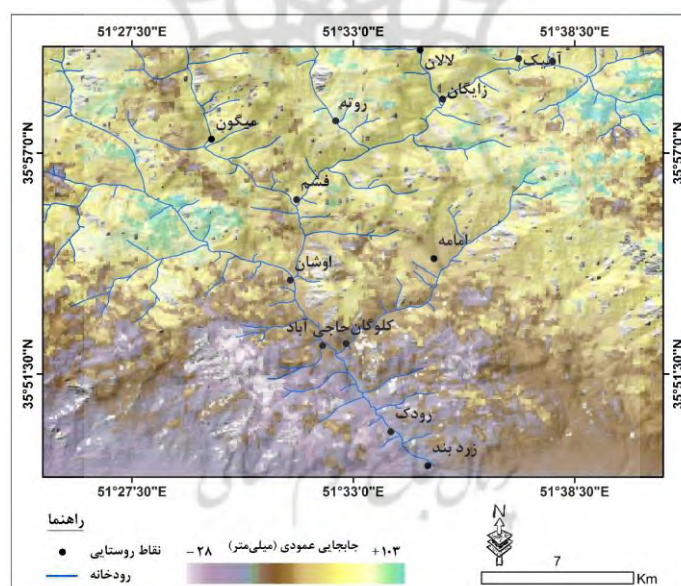 51°27'30"E 51°33'0"E 51°38'30"E
لالان
آبنیک
زایگان
روته
میگون
35°57'0"N
35°57'0"N
فشم
امامه
اوشان
کلوگان
حاجی آباد
35°51'30"N
35°51'30"N
رودک
زرد بند
51°27'30"E 51°33'0"E 51°38'30"E
راهنما
نقاط روستایی
رودخانه
جابجایی عمودی (میلی‌متر)
-۲۸
+۱۰۳
N
7
Km